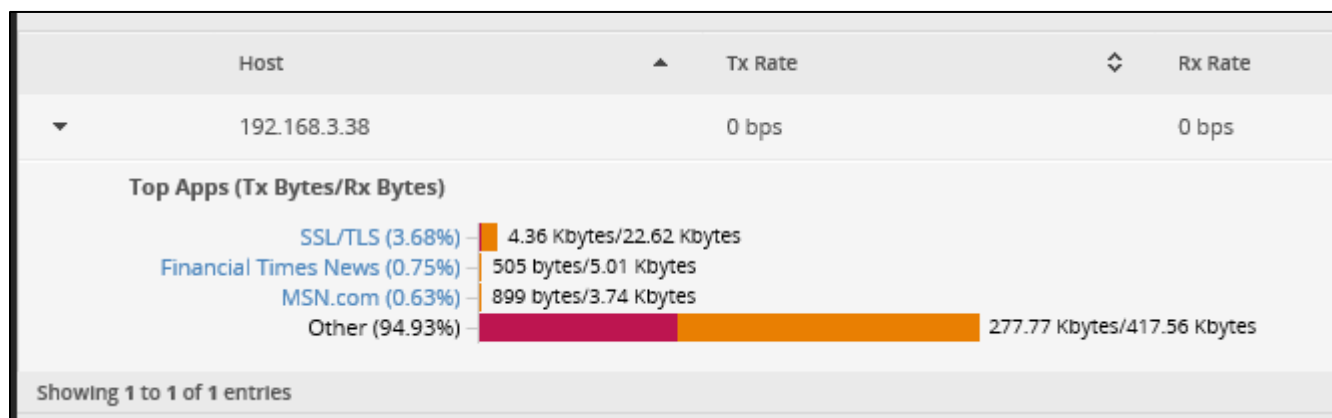 Host Tx Rate Rx Rate
192.168.3.38 0 bps 0 bps
Top Apps (Tx Bytes/Rx Bytes)
SSL/TLS (3.68%) 4.36 Kbytes/22.62 Kbytes
Financial Times News (0.75%) 505 bytes/5.01 Kbytes
MSN.com (0.63%) 899 bytes/3.74 Kbytes
Other (94.93%) 277.77 Kbytes/417.56 Kbytes
Showing 1 to 1 of 1 entries